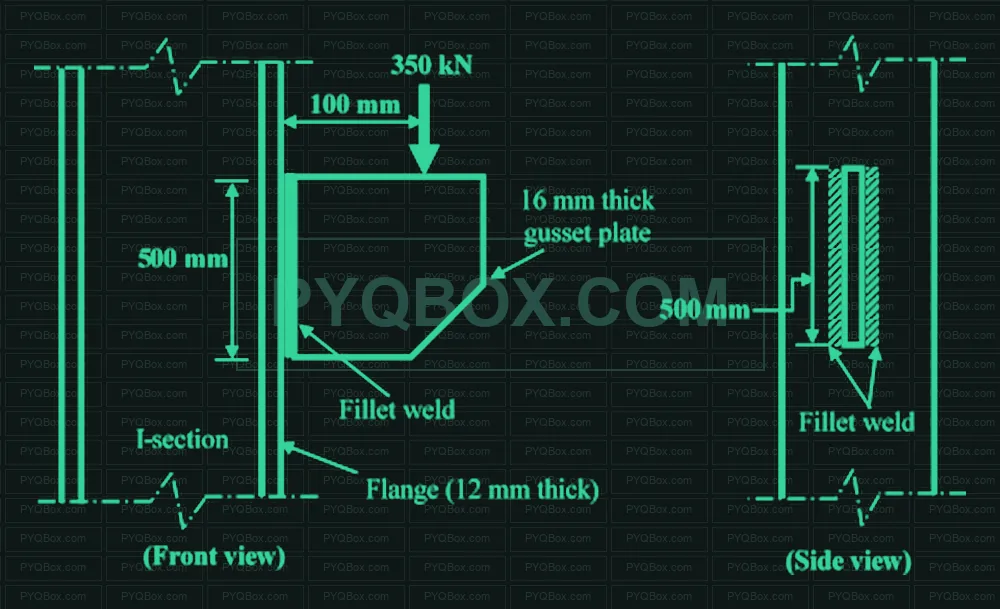 350 kN
100 mm
16 mm thick
gusset plate
500 mm
PYQBOX.COM
500 mm
Fillet weld
Fillet weld
I-section
Flange (12 mm thick)
(Front view)
(Side view)